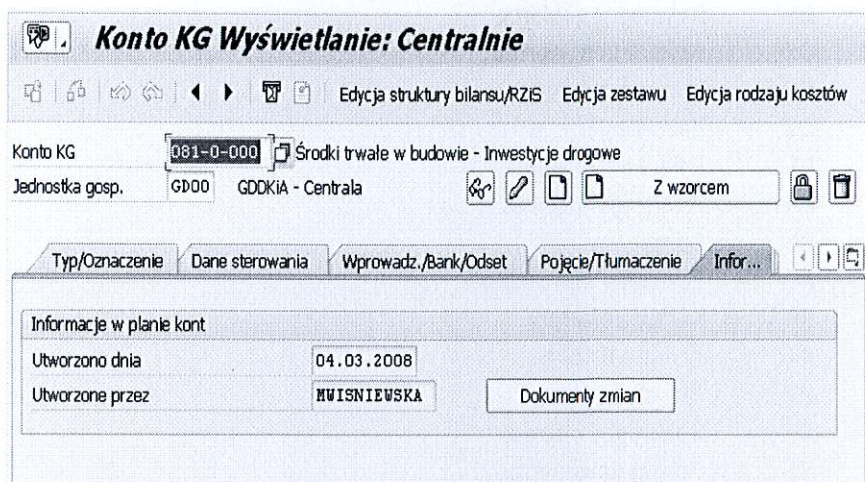 Konto KG Wyświetlanie: Centralnie
Edycja struktury bilansu/RZiS Edycja zestawu Edycja rodzaju kosztów
Konto KG 081-0-000 Środki trwałe w budowie - Inwestycje drogowe
Jednostka gosp. GD00 GDDKiA - Centrala Z wzorcem
Typ/Oznaczenie Dane sterowania Wprowadz./Bank/Odset Pojęcie/Tłumaczenie Infor...
Informacje w planie kont
Utworzono dnia 04.03.2008
Utworzone przez MWISNIEWSKA Dokumenty zmian